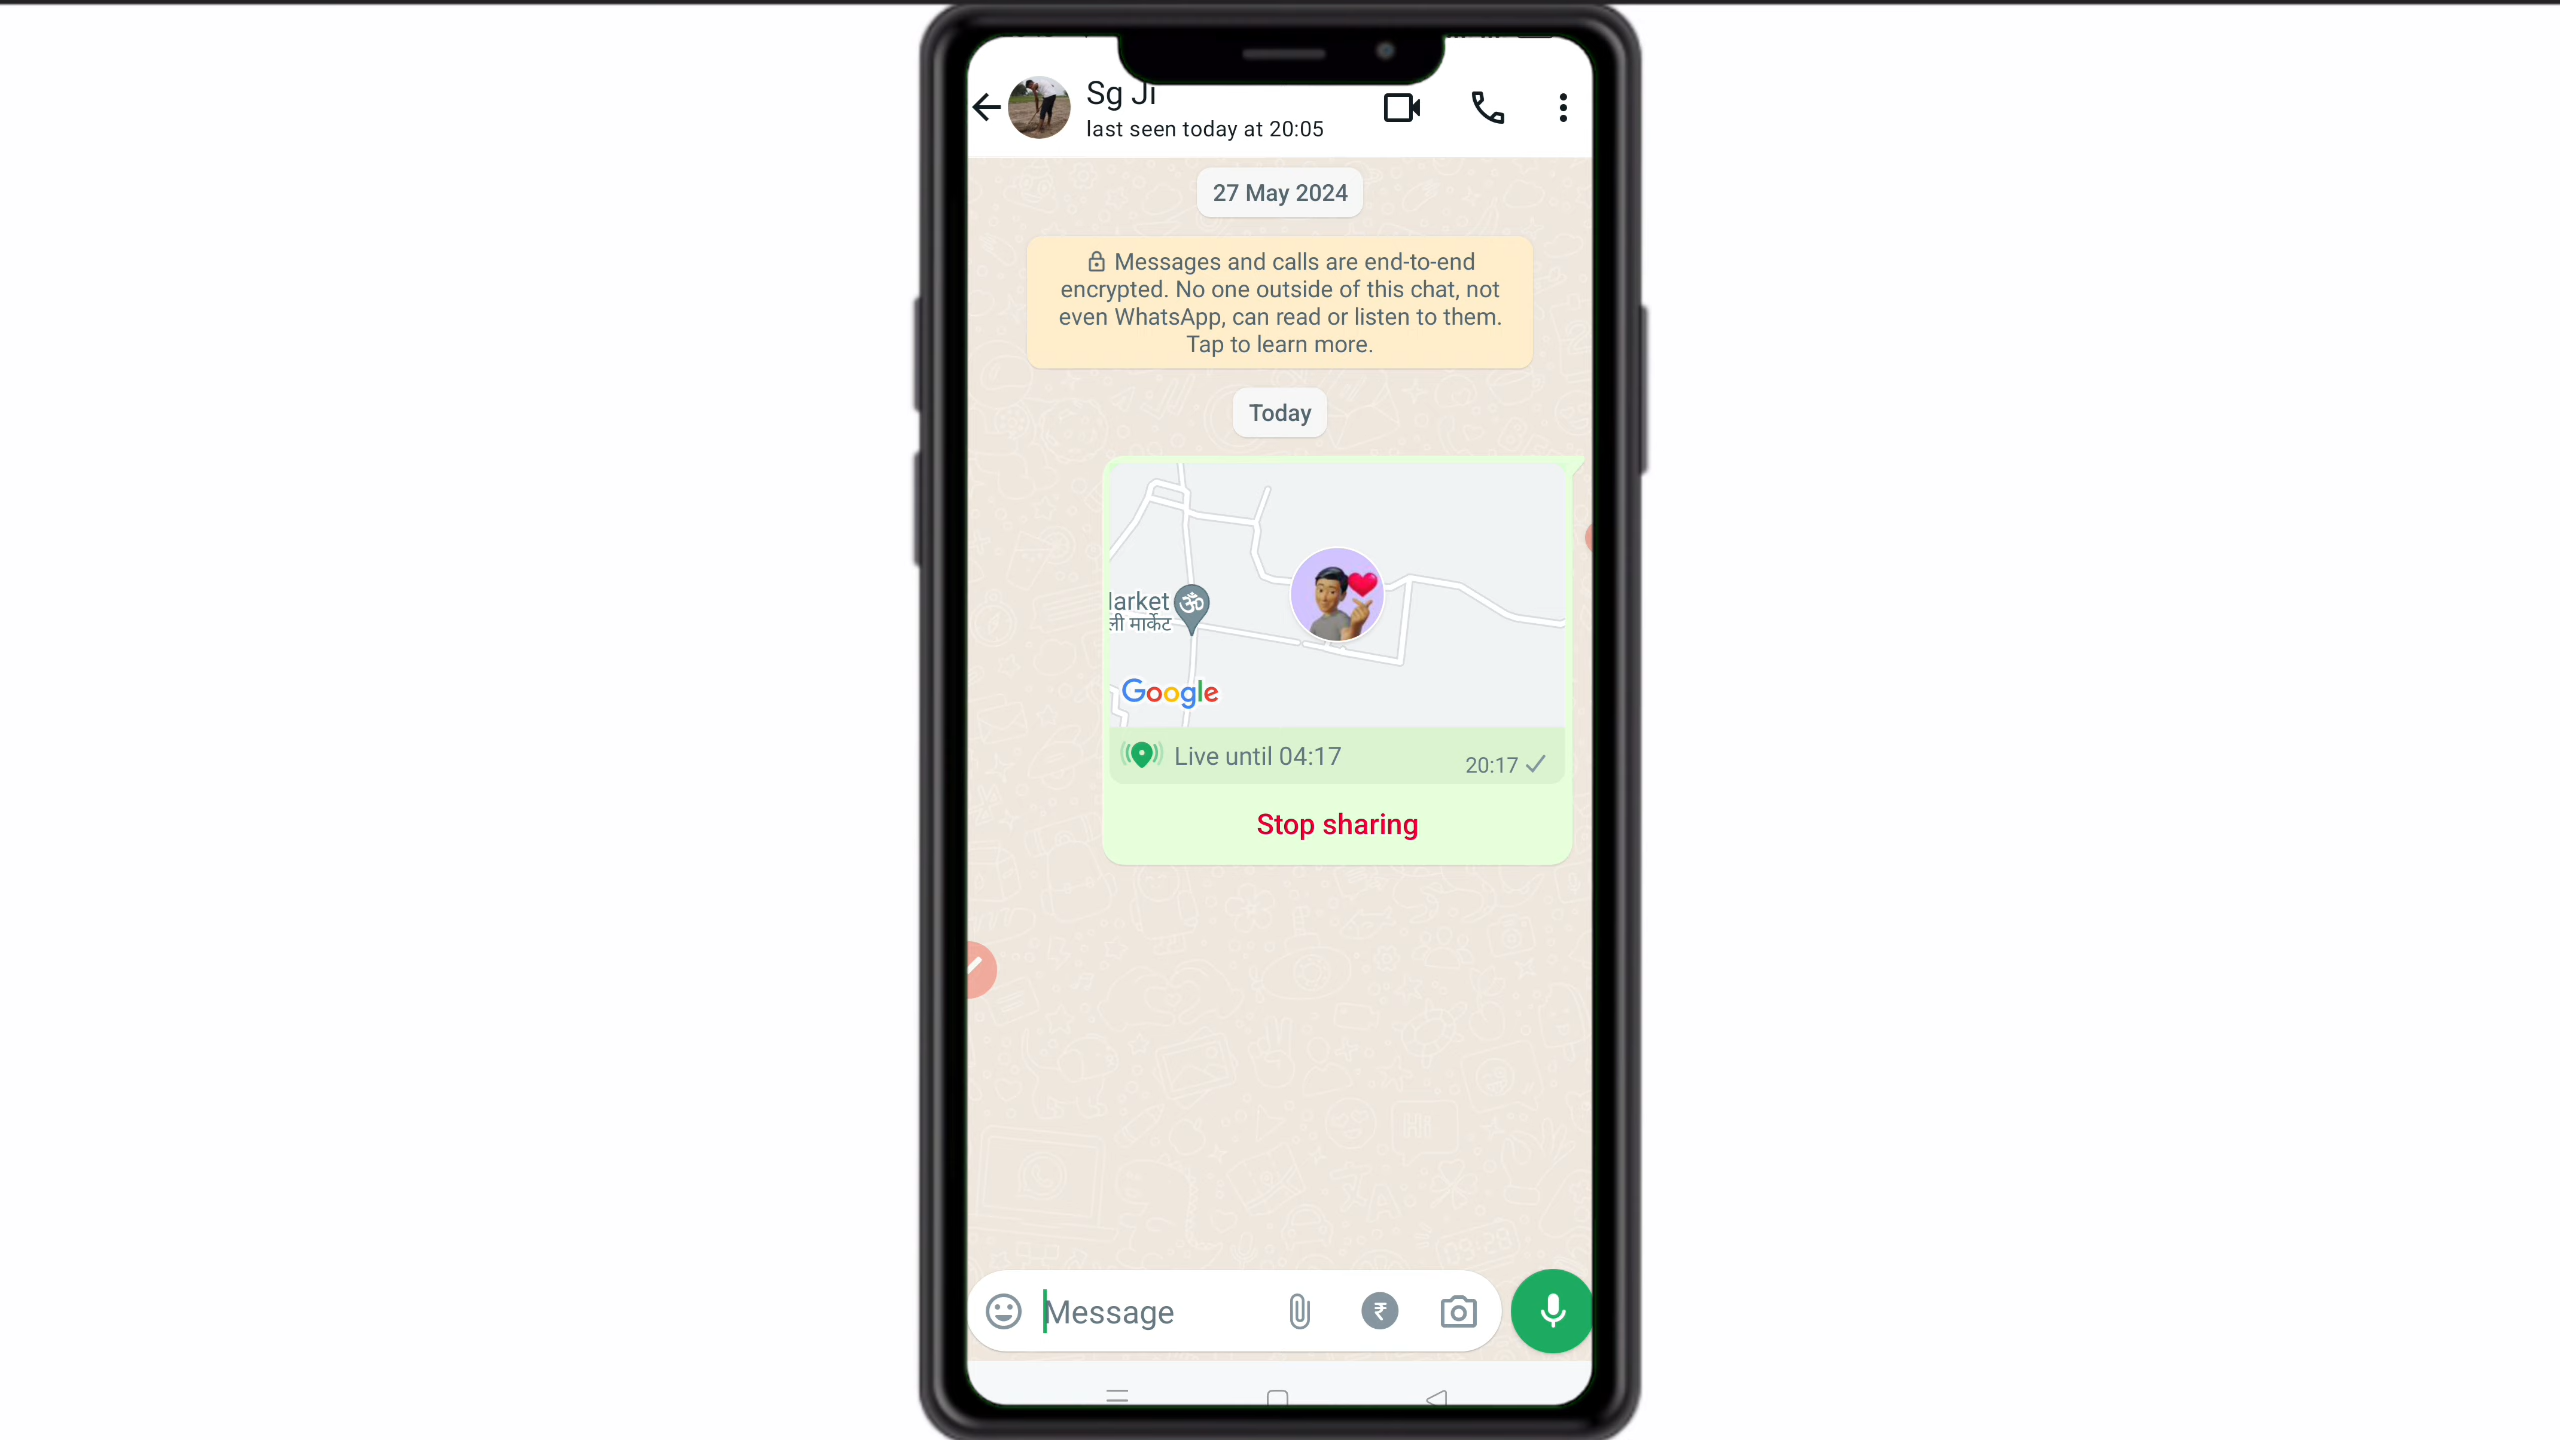 Sg Ji
last seen today at 20:05
27 May 2024
Messages and calls are end-to-end
encrypted. No one outside of this chat, not
even WhatsApp, can read or listen to them.
Tap to learn more.
Today
arket
ली मार्केट
Google
Live until 04:17
20:17
Stop sharing
Message